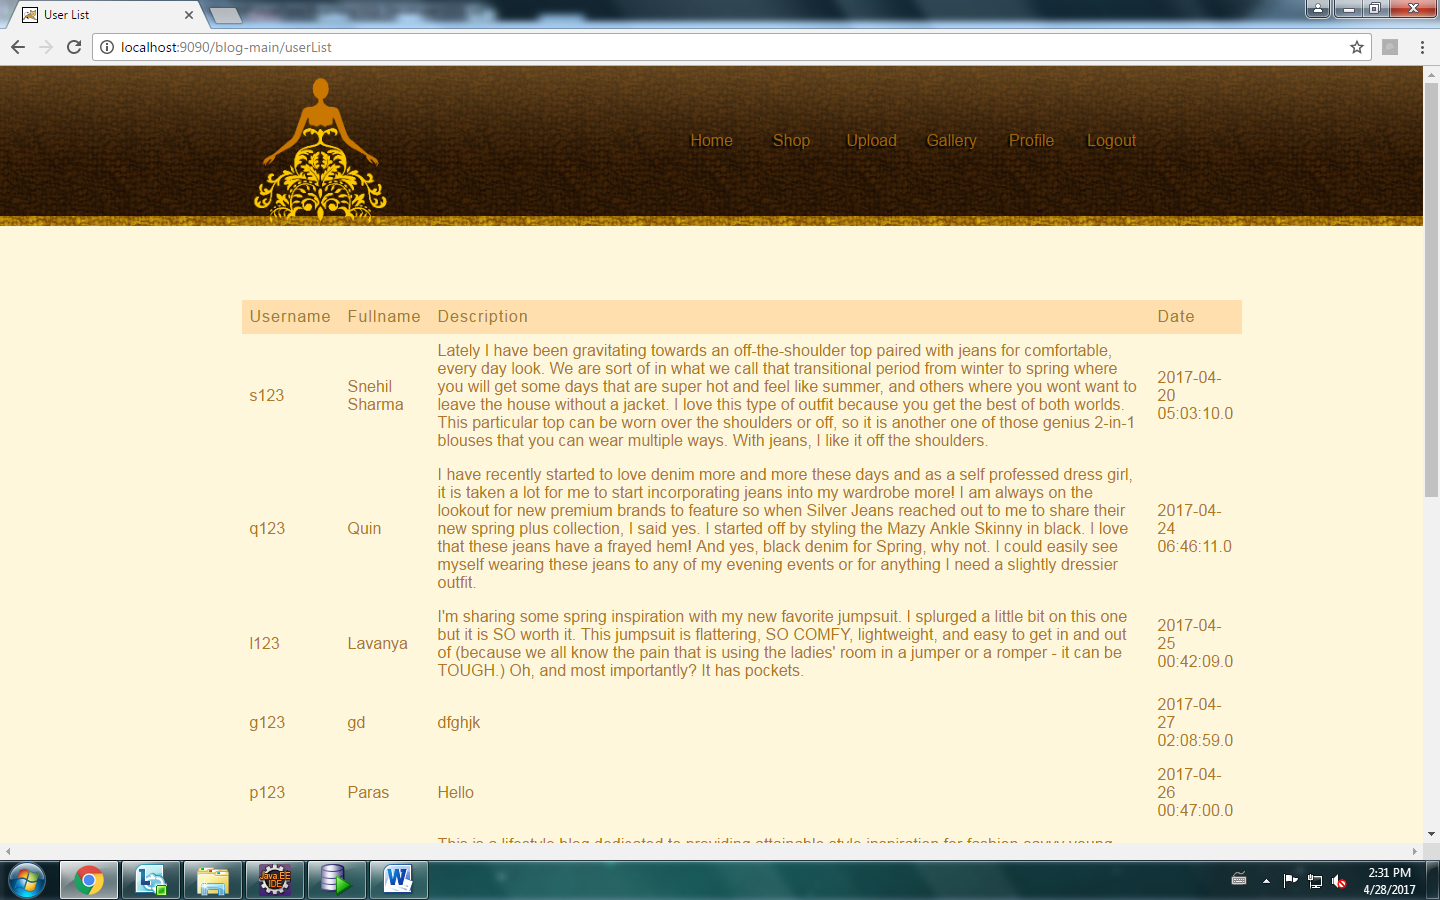 User List
localhost:9090/blog-main/userList
Home Shop Upload Gallery Profile Logout
Username Fullname Description Date
s123
Snehil
Sharma
Lately I have been gravitating towards an off-the-shoulder top paired with jeans for comfortable,
every day look. We are sort of in what we call that transitional period from winter to spring where
you will get some days that are super hot and feel like summer, and others where you wont want to
leave the house without a jacket. I love this type of outfit because you get the best of both worlds.
This particular top can be worn over the shoulders or off, so it is another one of those genius 2-in-1
blouses that you can wear multiple ways. With jeans, I like it off the shoulders.
2017-04-
20
05:03:10.0
q123
Quin
I have recently started to love denim more and more these days and as a self professed dress girl,
it is taken a lot for me to start incorporating jeans into my wardrobe more! I am always on the
lookout for new premium brands to feature so when Silver Jeans reached out to me to share their
new spring plus collection, I said yes. I started off by styling the Mazy Ankle Skinny in black. I love
that these jeans have a frayed hem! And yes, black denim for Spring, why not. I could easily see
myself wearing these jeans to any of my evening events or for anything I need a slightly dressier
outfit.
2017-04-
24
06:46:11.0
l123
Lavanya
I'm sharing some spring inspiration with my new favorite jumpsuit. I splurged a little bit on this one
but it is SO worth it. This jumpsuit is flattering, SO COMFY, lightweight, and easy to get in and out
of (because we all know the pain that is using the ladies' room in a jumper or a romper - it can be
TOUGH.) Oh, and most importantly? It has pockets.
2017-04-
25
00:42:09.0
g123
gd
dfghjk
2017-04-
27
02:08:59.0
p123
Paras
Hello
2017-04-
26
00:47:00.0
This is a lifestyle blog dedicated to providing attainable style inspiration for fashion savvy young
Java EE
IDE
2:31 PM
4/28/2017